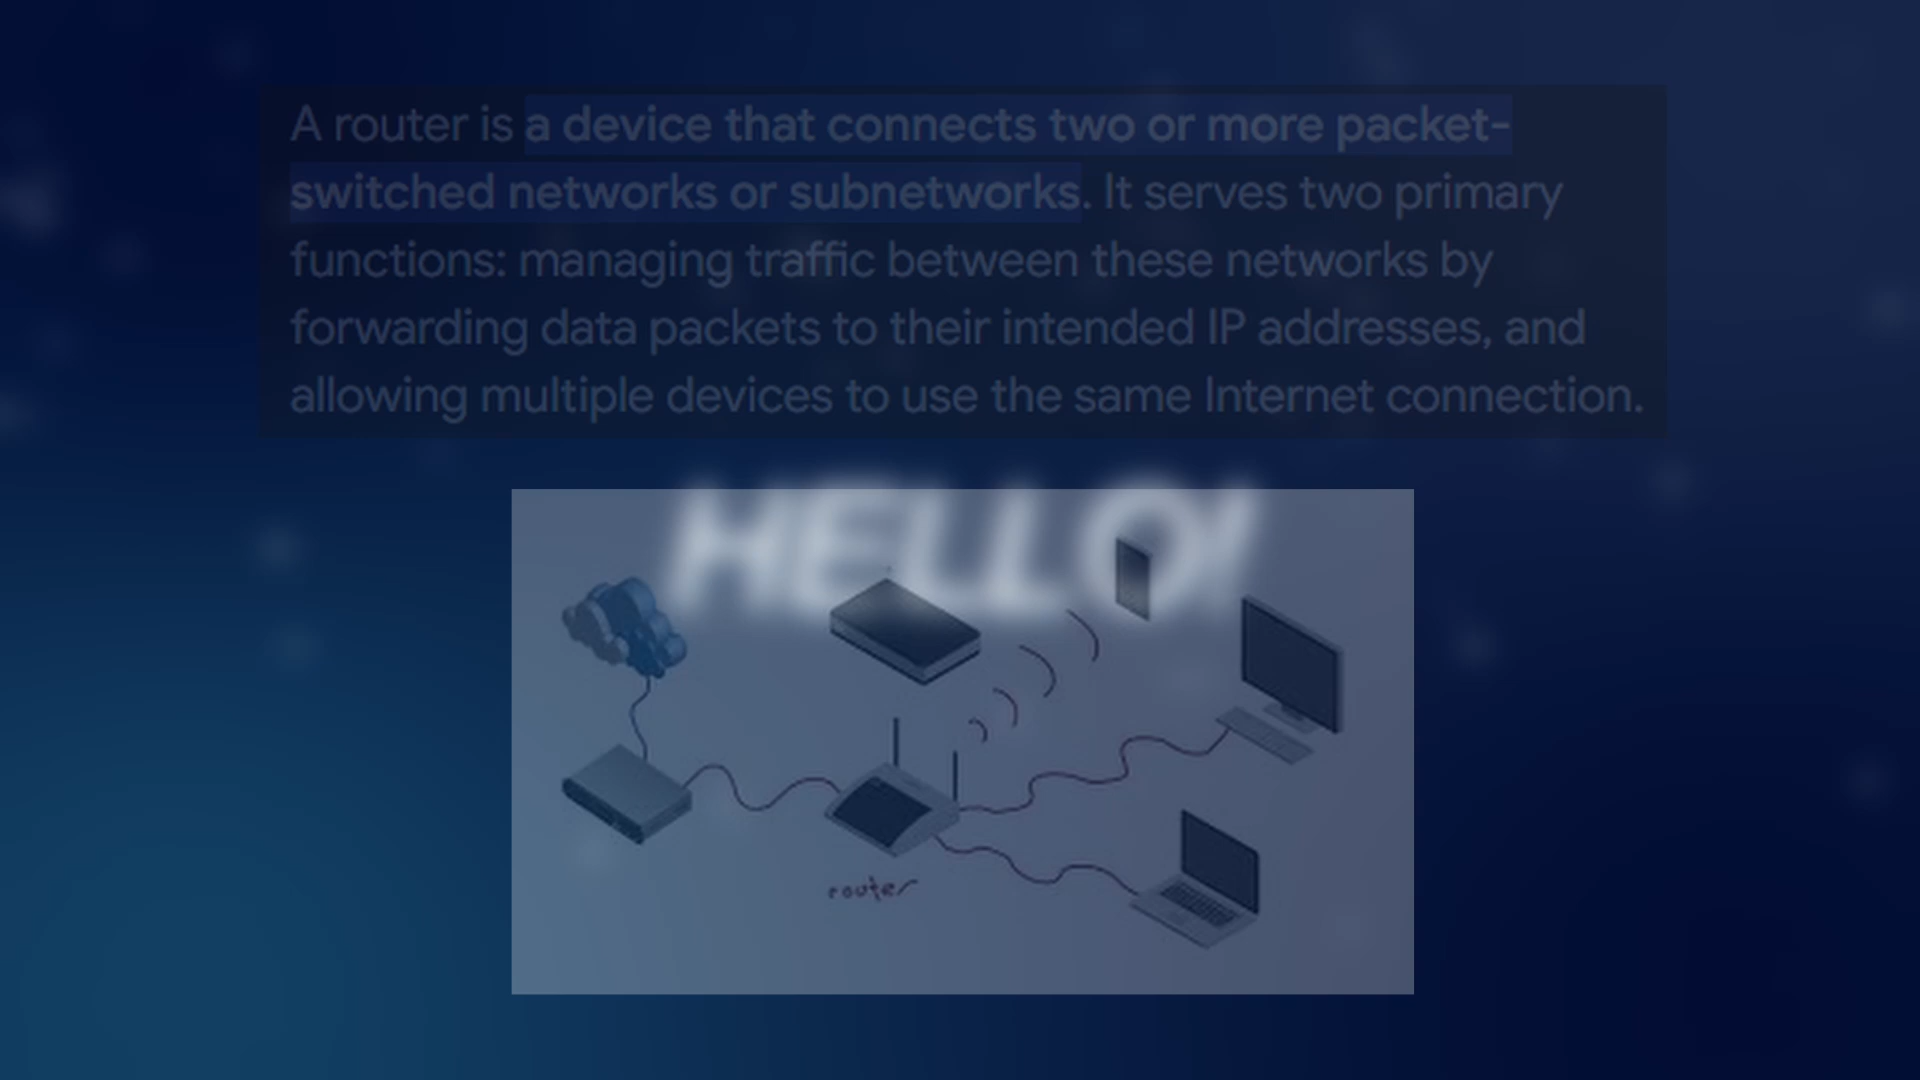 A router is a device that connects two or more packet-
switched networks or subnetworks. It serves two primary
functions: managing traffic between these networks by
forwarding data packets to their intended IP addresses, and
allowing multiple devices to use the same Internet connection.
HELLO!
router